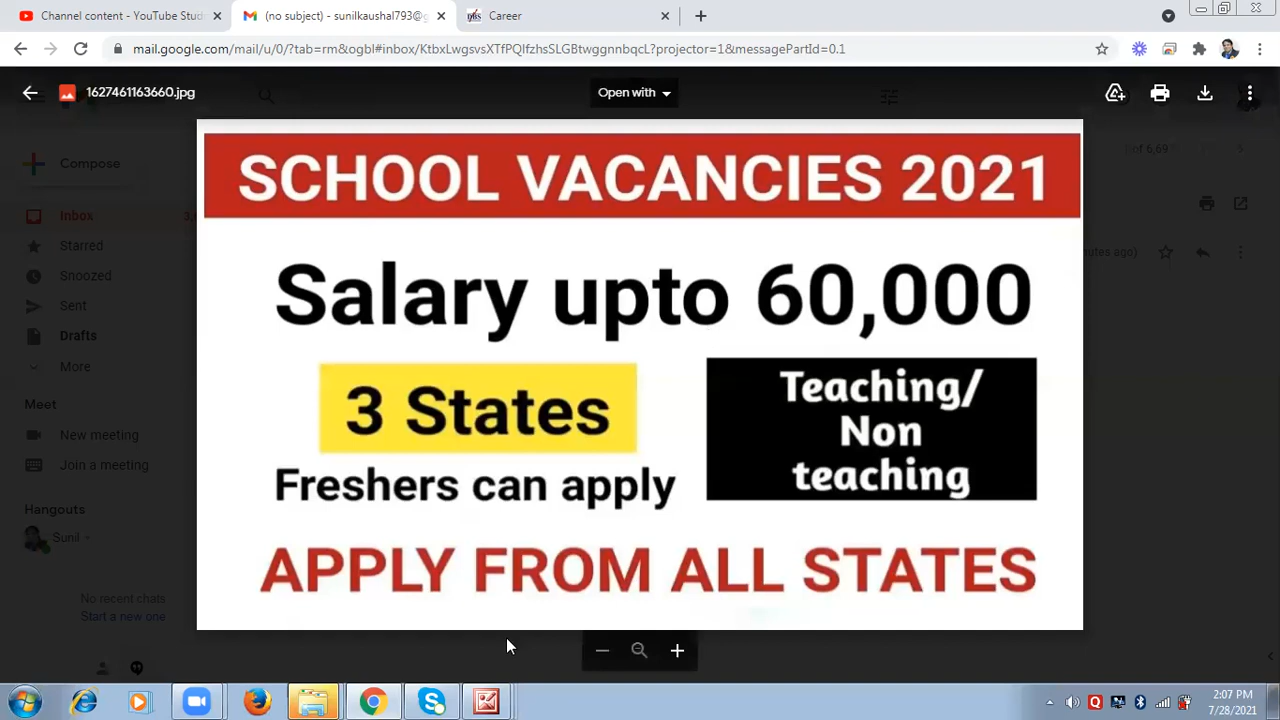 Channel content - YouTube Stud
(no subject) - sunilkaushal793@g
Career
mail.google.com/mail/u/0/?tab=rm&ogbl#inbox/KtbxLwgsvsXTfPQlfzhsSLGBtwggnnbqcL?projector=1&messagePartId=0.1
1627461163660.jpg
Open with
Compose
Inbox
Starred
Snoozed
Sent
Drafts
More
Meet
New meeting
Join a meeting
Hangouts
Sunil
No recent chats
Start a new one
SCHOOL VACANCIES 2021
Salary upto 60,000
3 States
Teaching/
Non
teaching
Freshers can apply
APPLY FROM ALL STATES
2:07 PM
7/28/2021